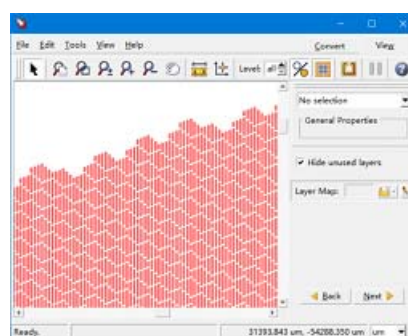 File Edit Tools View Help Convert View
Level: all
No selection
General Properties
Hide unused layers
Layer Map:
Back Next
Ready. 31393.843 um, -54288.350 um um